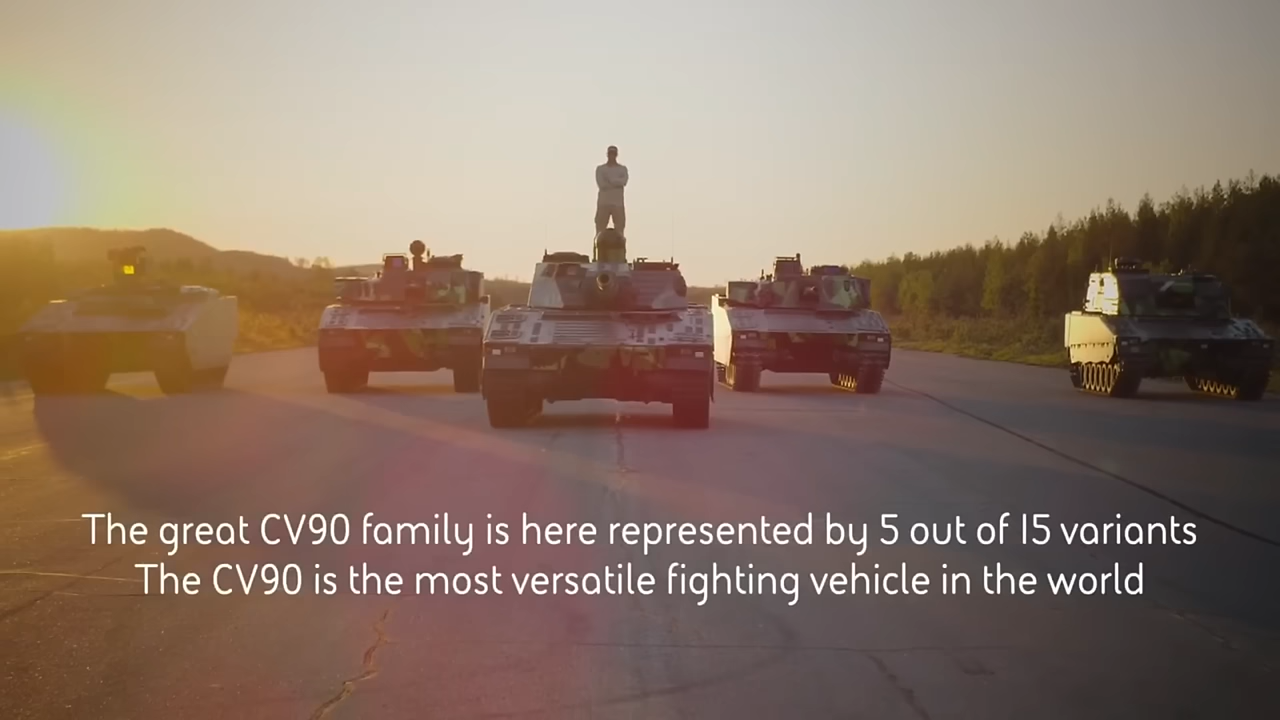 The great CV90 family is here represented by 5 out of 15 variants
The CV90 is the most versatile fighting vehicle in the world